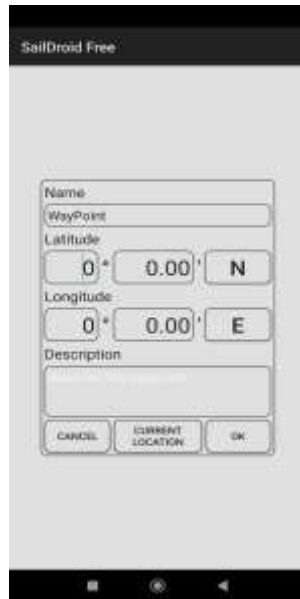 SailDroid Free
Name
WayPoint
Latitude
0 ° 0.00 ' N
Longitude
0 ° 0.00 ' E
Description
CANCEL CURRENT LOCATION OK